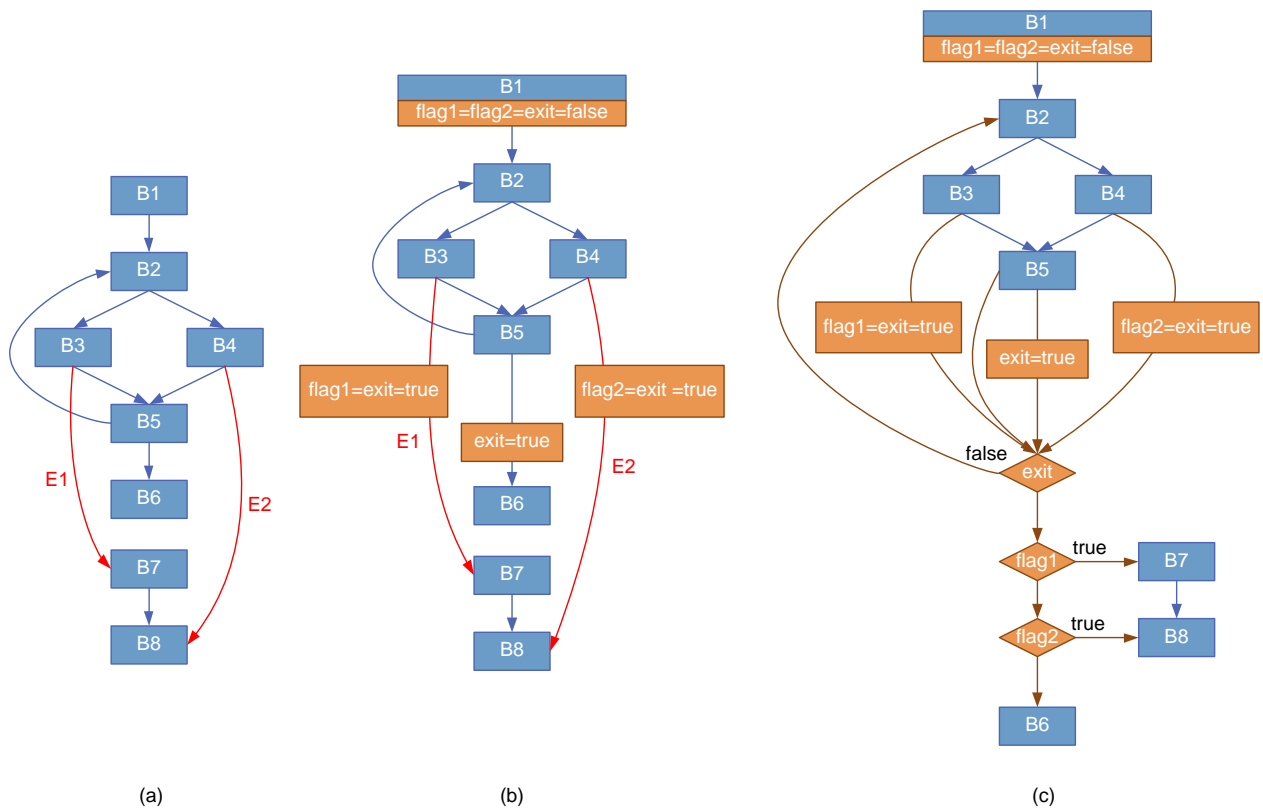 B1
B2
B3
B4
B5
E1
E2
B6
B7
B8
(a)
B1
flag1=flag2=exit=false
B2
B3
B4
B5
flag1=exit=true
flag2=exit =true
E1
exit=true
E2
B6
B7
B8
(b)
B1
flag1=flag2=exit=false
B2
B3
B4
B5
flag1=exit=true
flag2=exit=true
exit=true
false
exit
flag1
true
B7
flag2
true
B8
B6
(c)